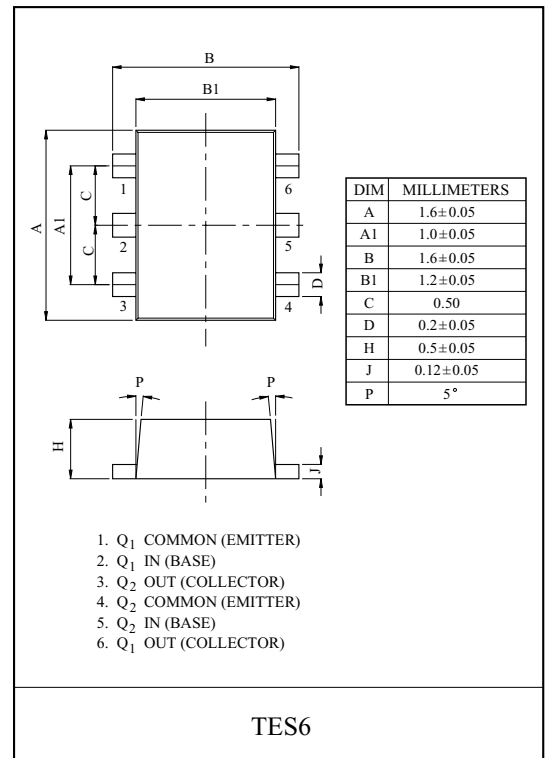 B
B1
A
A1
C
C
D
1
2
3
6
5
4
DIM MILLIMETERS
A 1.6±0.05
A1 1.0±0.05
B 1.6±0.05
B1 1.2±0.05
C 0.50
D 0.2±0.05
H 0.5±0.05
J 0.12±0.05
P 5°
P P
H
J
1. Q1 COMMON (EMITTER)
2. Q1 IN (BASE)
3. Q2 OUT (COLLECTOR)
4. Q2 COMMON (EMITTER)
5. Q2 IN (BASE)
6. Q1 OUT (COLLECTOR)
TES6